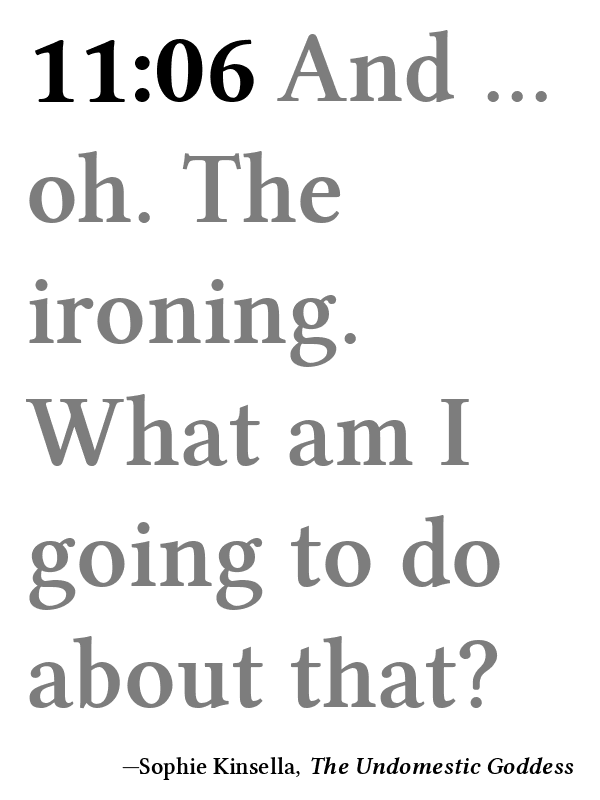 11:06 And ...
oh. The
ironing.
What am I
going to do
about that?
—Sophie Kinsella, The Undomestic Goddess